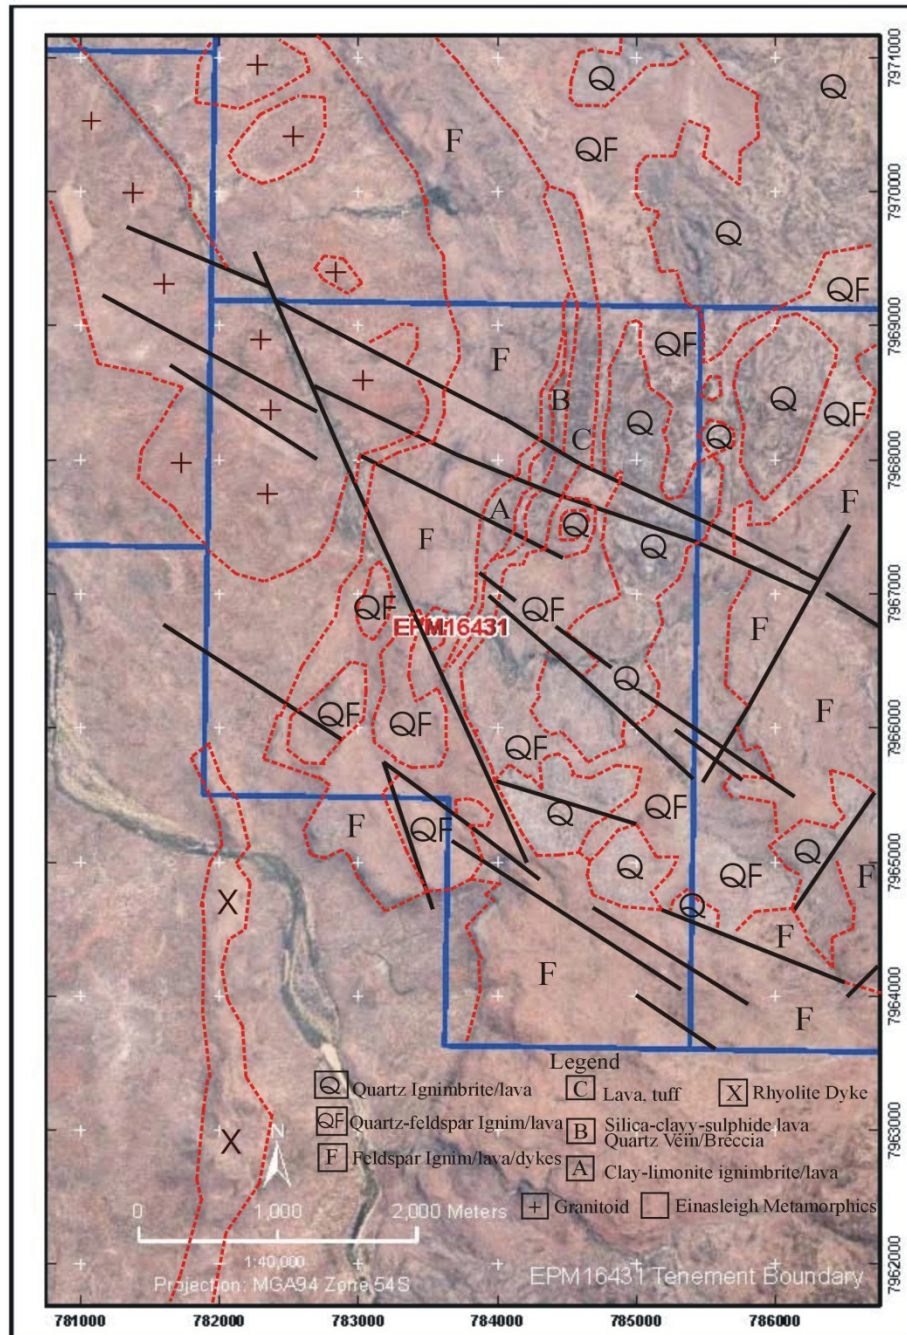 7971000
7970000
7969000
7968000
7967000
7966000
7965000
7964000
7963000
7962000
+ Q Q
+
+ F QF
+
+ Q
+
+ QF
+ F QF
+ B Q QF
+ Q
+ C Q
+ A Q F
+ F Q
QF QF F
EPM16431
Q
QF QF F
QF
QF
F QF Q
Q
Q QF F
X Q
F
F
F
Legend
Q Quartz Ignimbrite/lava
QF Quartz-feldspar Ignim/lava
F Feldspar Ignim/lava/dykes
C Lava, tuff
B Silica-clayy-sulphide lava
Quartz Vein/Breccia
A Clay-limonite ignimbrite/lava
X Rhyolite Dyke
+ Granitoid
Einasleigh Metamorphics
X
N
0 1,000 2,000 Meters
1:40,000
Projection: MGA94 Zone 54S
EPM16431 Tenement Boundary
781000 782000 783000 784000 785000 786000